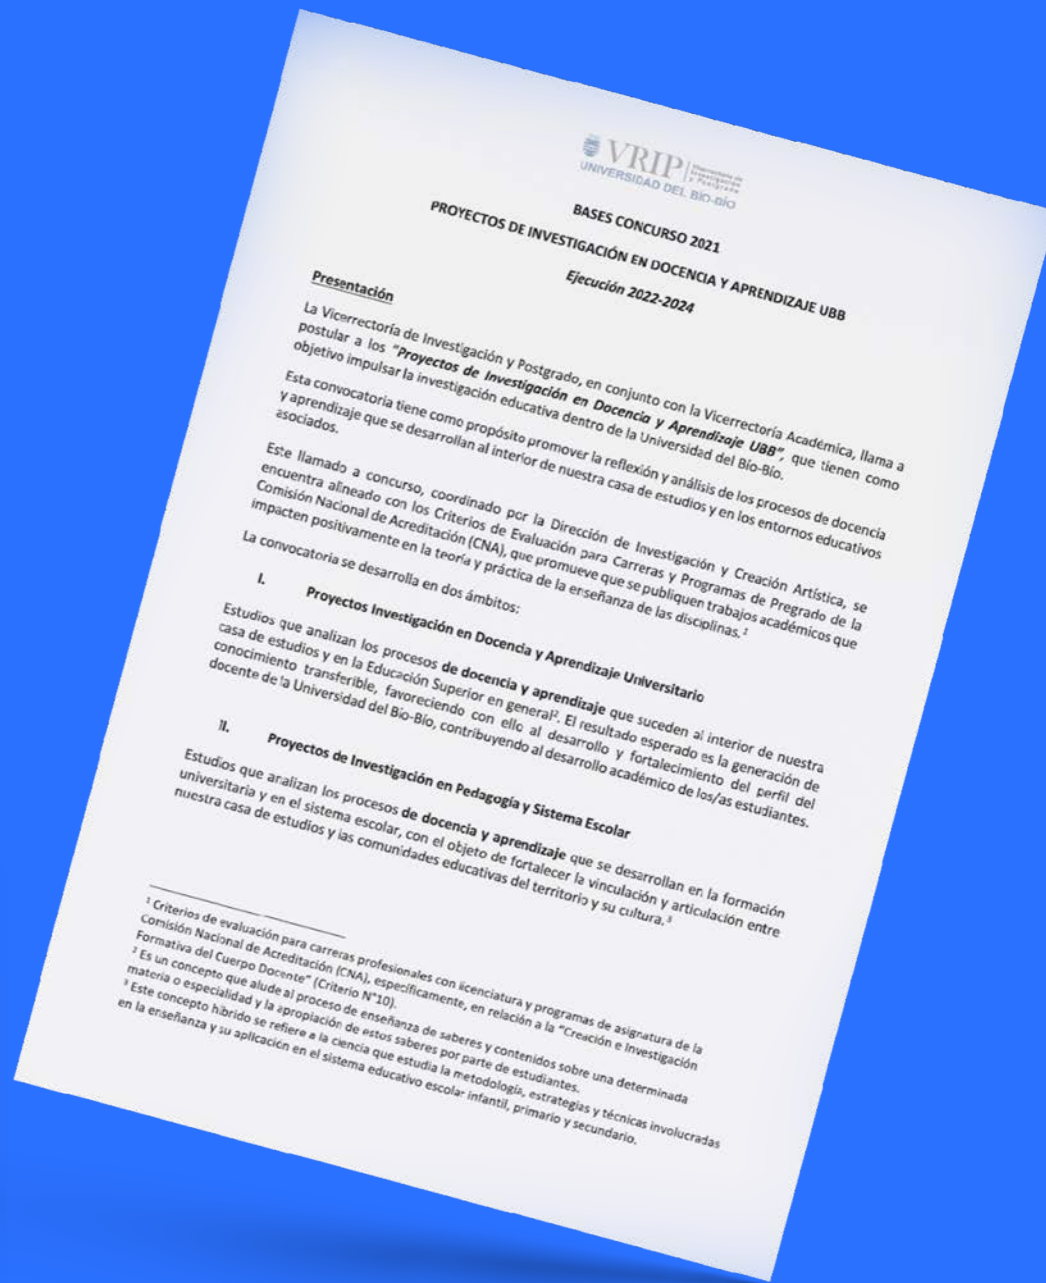 VRIP
Vicerrectoría de
Investigación
y Postgrado
UNIVERSIDAD DEL BÍO-BÍO
BASES CONCURSO 2021
PROYECTOS DE INVESTIGACIÓN EN DOCENCIA Y APRENDIZAJE UBB
Ejecución 2022-2024
Presentación
La Vicerrectoría de Investigación y Postgrado, en conjunto con la Vicerrectoría Académica, llama a
postular a los "Proyectos de Investigación en Docencia y Aprendizaje UBB", que tienen como
objetivo impulsar la investigación educativa dentro de la Universidad del Bío-Bío.
Esta convocatoria tiene como propósito promover la reflexión y análisis de los procesos de docencia
y aprendizaje que se desarrollan al interior de nuestra casa de estudios y en los entornos educativos
asociados.
Este llamado a concurso, coordinado por la Dirección de Investigación y Creación Artística, se
encuentra alineado con los Criterios de Evaluación para Carreras y Programas de Pregrado de la
Comisión Nacional de Acreditación (CNA), que promueve que se publiquen trabajos académicos que
impacten positivamente en la teoría y práctica de la enseñanza de las disciplinas.¹
La convocatoria se desarrolla en dos ámbitos:
I. Proyectos Investigación en Docencia y Aprendizaje Universitario
Estudios que analizan los procesos de docencia y aprendizaje que suceden al interior de nuestra
casa de estudios y en la Educación Superior en general². El resultado esperado es la generación de
conocimiento transferible, favoreciendo con ello al desarrollo y fortalecimiento del perfil del
docente de la Universidad del Bío-Bío, contribuyendo al desarrollo académico de los/as estudiantes.
II. Proyectos de Investigación en Pedagogía y Sistema Escolar
Estudios que analizan los procesos de docencia y aprendizaje que se desarrollan en la formación
universitaria y en el sistema escolar, con el objeto de fortalecer la vinculación y articulación entre
nuestra casa de estudios y las comunidades educativas del territorio y su cultura.³
¹ Criterios de evaluación para carreras profesionales con licenciatura y programas de asignatura de la
Comisión Nacional de Acreditación (CNA), específicamente, en relación a la "Creación e Investigación
Formativa del Cuerpo Docente" (Criterio N°10).
² Es un concepto que alude al proceso de enseñanza de saberes y contenidos sobre una determinada
materia o especialidad y la apropiación de estos saberes por parte de estudiantes.
³ Este concepto híbrido se refiere a la ciencia que estudia la metodología, estrategias y técnicas involucradas
en la enseñanza y su aplicación en el sistema educativo escolar infantil, primario y secundario.